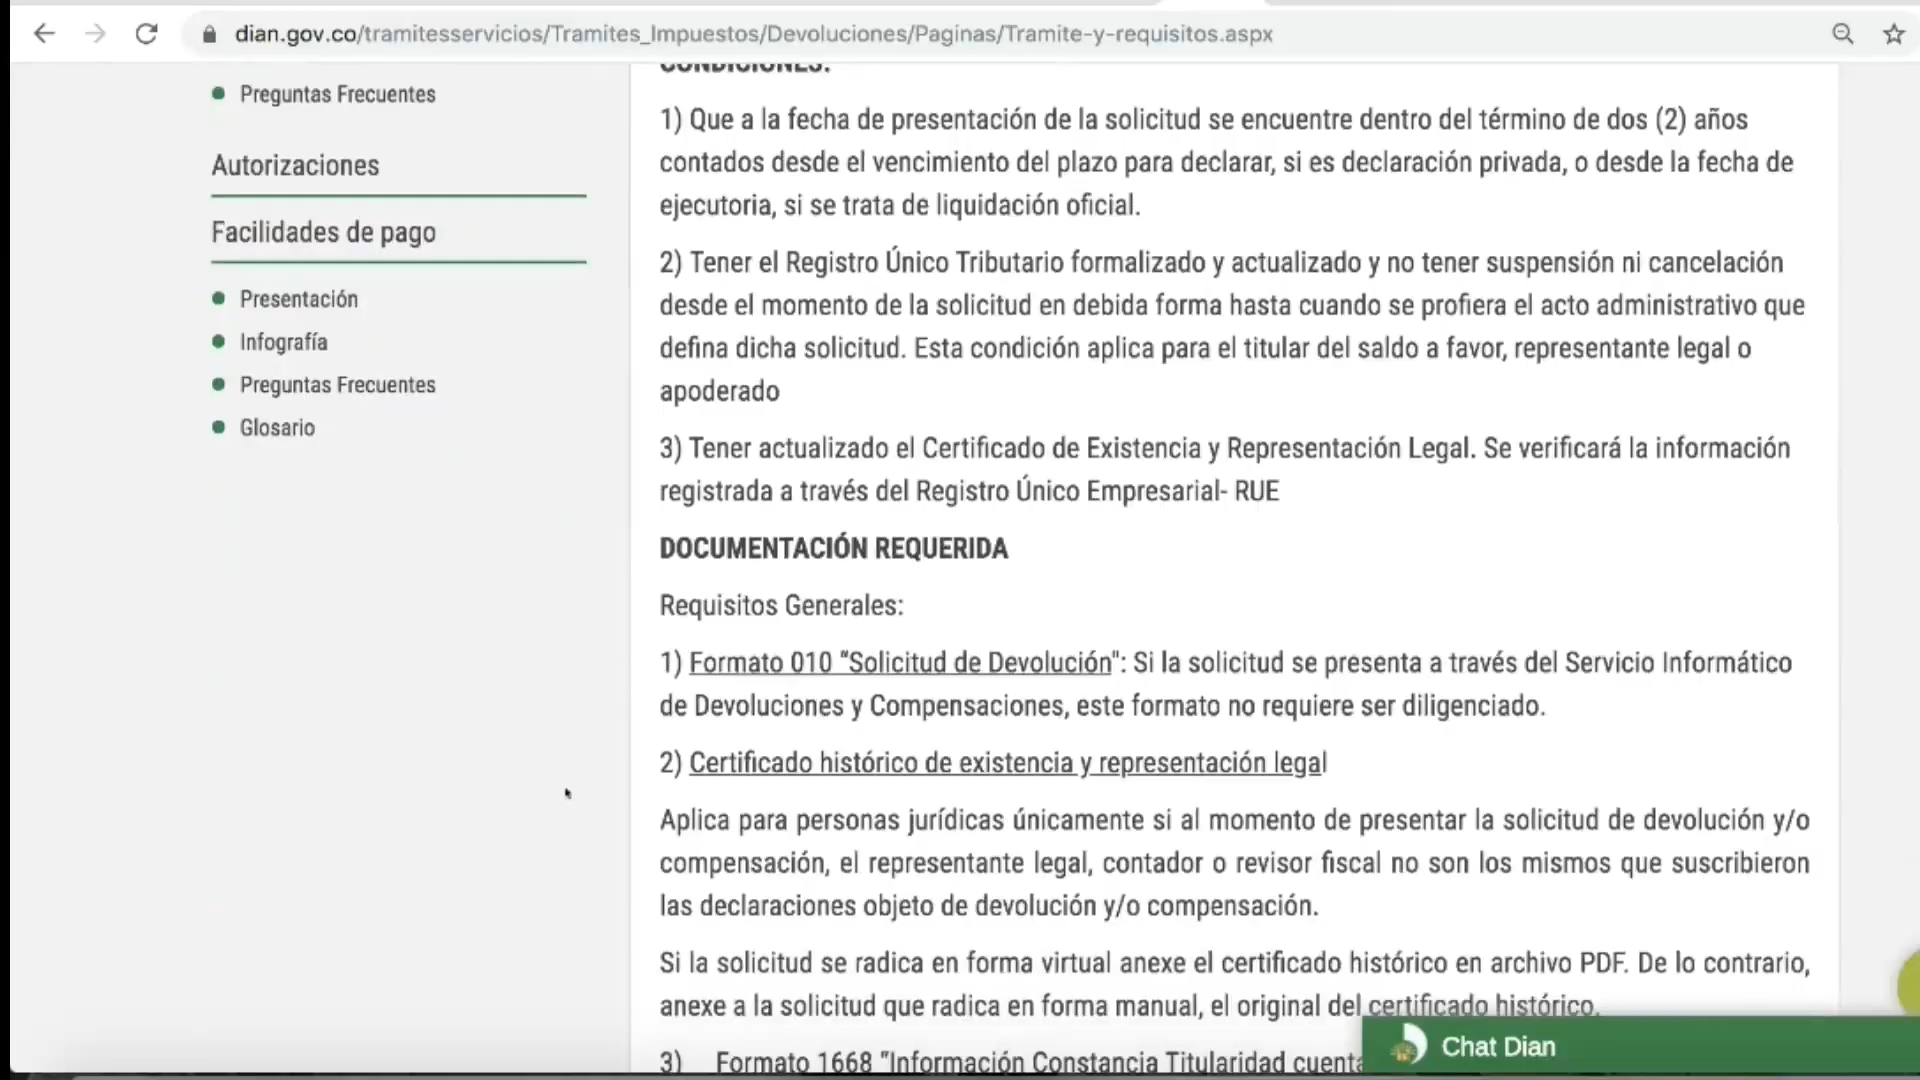 dian.gov.co/tramitesservicios/Tramites_Impuestos/Devoluciones/Paginas/Tramite-y-requisitos.aspx
Preguntas Frecuentes
Autorizaciones
Facilidades de pago
Presentación
Infografía
Preguntas Frecuentes
Glosario
CONDICIONES:
1) Que a la fecha de presentación de la solicitud se encuentre dentro del término de dos (2) años
contados desde el vencimiento del plazo para declarar, si es declaración privada, o desde la fecha de
ejecutoria, si se trata de liquidación oficial.
2) Tener el Registro Único Tributario formalizado y actualizado y no tener suspensión ni cancelación
desde el momento de la solicitud en debida forma hasta cuando se profiera el acto administrativo que
defina dicha solicitud. Esta condición aplica para el titular del saldo a favor, representante legal o
apoderado
3) Tener actualizado el Certificado de Existencia y Representación Legal. Se verificará la información
registrada a través del Registro Único Empresarial- RUE
DOCUMENTACIÓN REQUERIDA
Requisitos Generales:
1) Formato 010 “Solicitud de Devolución": Si la solicitud se presenta a través del Servicio Informático
de Devoluciones y Compensaciones, este formato no requiere ser diligenciado.
2) Certificado histórico de existencia y representación legal
Aplica para personas jurídicas únicamente si al momento de presentar la solicitud de devolución y/o
compensación, el representante legal, contador o revisor fiscal no son los mismos que suscribieron
las declaraciones objeto de devolución y/o compensación.
Si la solicitud se radica en forma virtual anexe el certificado histórico en archivo PDF. De lo contrario,
anexe a la solicitud que radica en forma manual, el original del certificado histórico.
3) Formato 1668 “Información Constancia Titularidad cuenta
Chat Dian